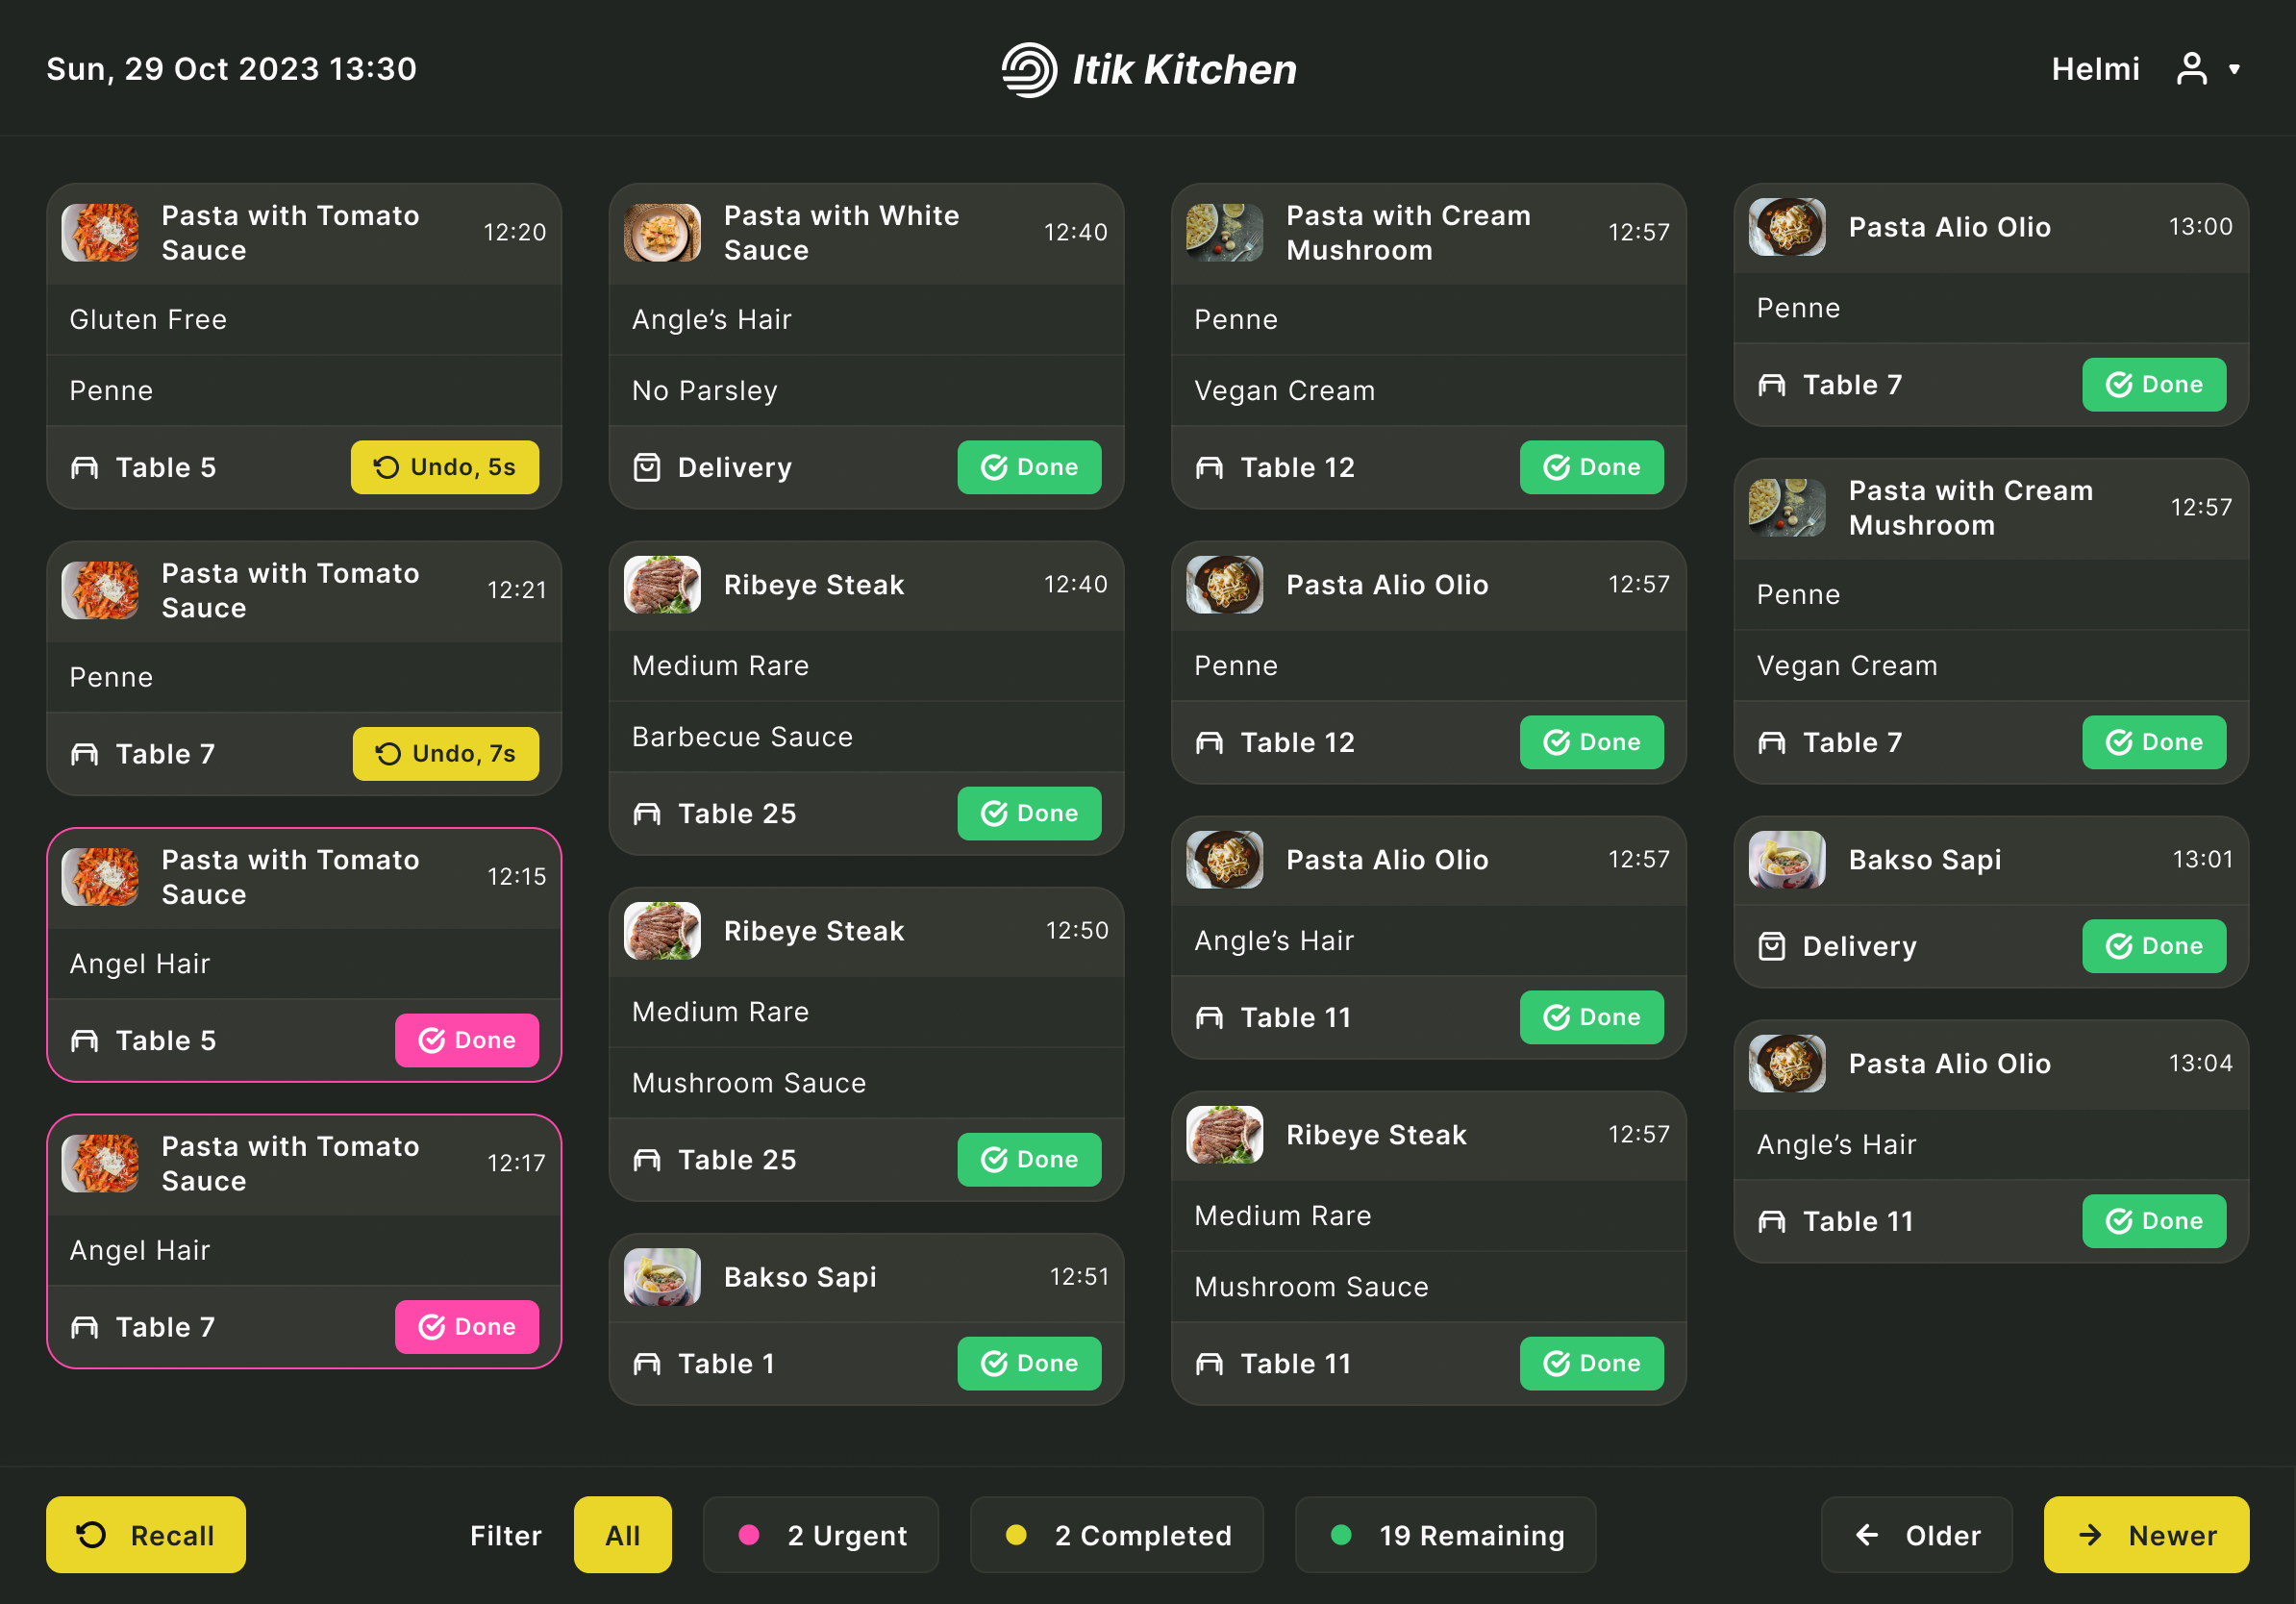 Sun, 29 Oct 2023 13:30
Itik Kitchen
Helmi
Pasta with Tomato
Sauce
12:20
Gluten Free
Penne
Table 5
Undo, 5s
Pasta with Tomato
Sauce
12:21
Penne
Table 7
Undo, 7s
Pasta with Tomato
Sauce
12:15
Angel Hair
Table 5
Done
Pasta with Tomato
Sauce
12:17
Angel Hair
Table 7
Done
Pasta with White
Sauce
12:40
Angle’s Hair
No Parsley
Delivery
Done
Ribeye Steak
12:40
Medium Rare
Barbecue Sauce
Table 25
Done
Ribeye Steak
12:50
Medium Rare
Mushroom Sauce
Table 25
Done
Bakso Sapi
12:51
Table 1
Done
Pasta with Cream
Mushroom
12:57
Penne
Vegan Cream
Table 12
Done
Pasta Alio Olio
12:57
Penne
Table 12
Done
Pasta Alio Olio
12:57
Angle’s Hair
Table 11
Done
Ribeye Steak
12:57
Medium Rare
Mushroom Sauce
Table 11
Done
Pasta Alio Olio
13:00
Penne
Table 7
Done
Pasta with Cream
Mushroom
12:57
Penne
Vegan Cream
Table 7
Done
Bakso Sapi
13:01
Delivery
Done
Pasta Alio Olio
13:04
Angle’s Hair
Table 11
Done
Recall
Filter
All
2 Urgent
2 Completed
19 Remaining
Older
Newer